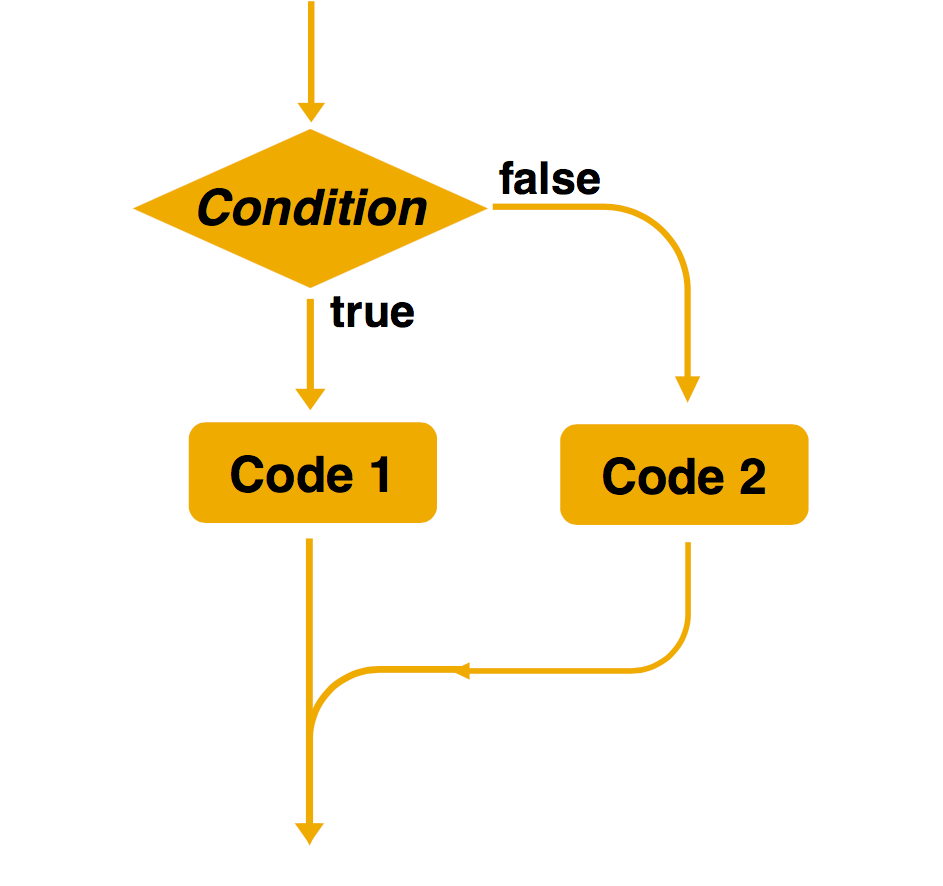 false
Condition
true
Code 1
Code 2